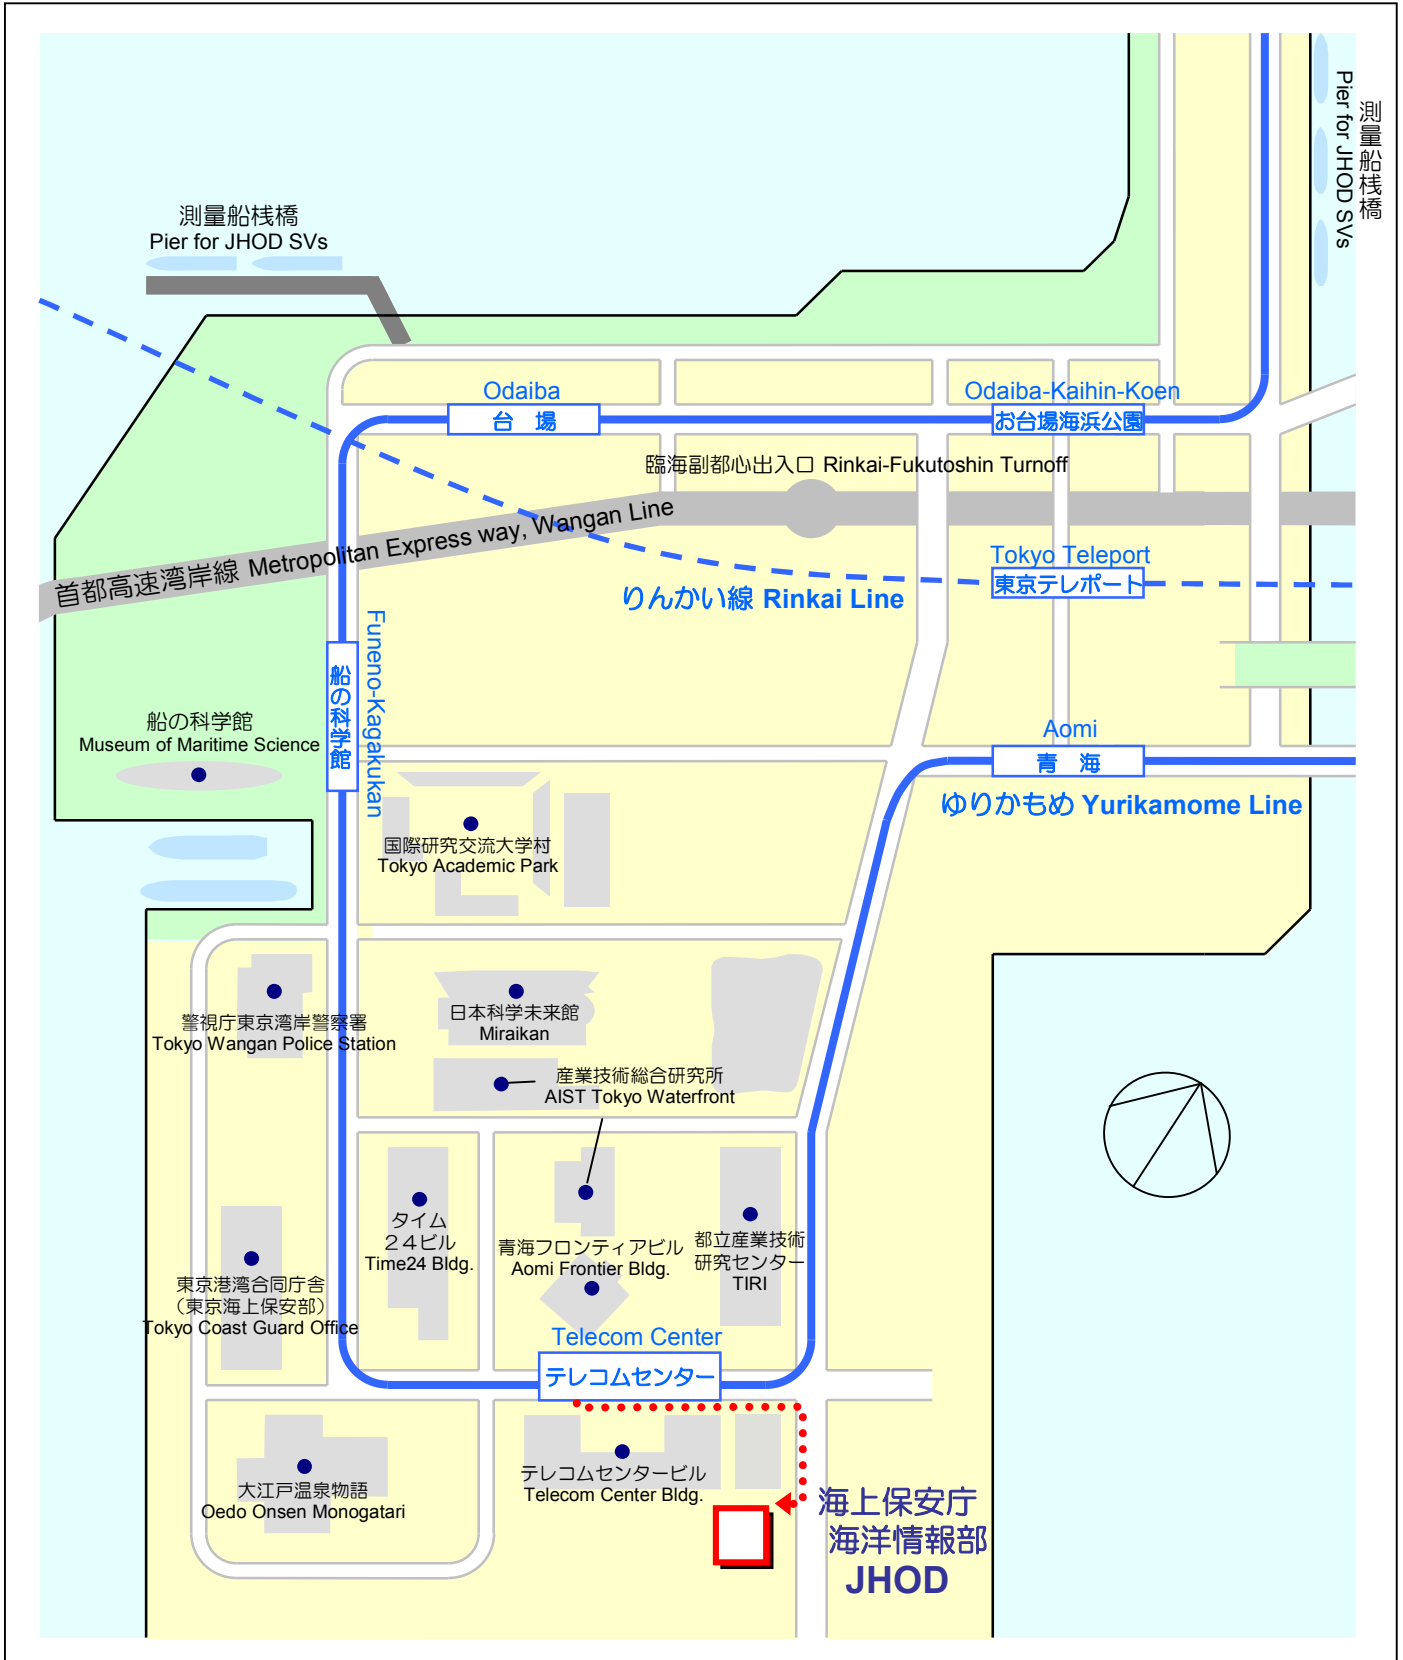 測量船桟橋
Pier for JHOD SVs
測量船桟橋
Pier for JHOD SVs
Odaiba
台 場
Odaiba-Kaihin-Koen
お台場海浜公園
臨海副都心出入口 Rinkai-Fukutoshin Turnoff
首都高速湾岸線 Metropolitan Express way, Wangan Line
Tokyo Teleport
東京テレポート
りんかい線 Rinkai Line
船の科学館
Funeno-Kagakukan
船の科学館
Museum of Maritime Science
Aomi
青 海
ゆりかもめ Yurikamome Line
国際研究交流大学村
Tokyo Academic Park
警視庁東京湾岸警察署
Tokyo Wangan Police Station
日本科学未来館
Miraikan
産業技術総合研究所
AIST Tokyo Waterfront
タイム
２４ビル
Time24 Bldg.
青海フロンティアビル
Aomi Frontier Bldg.
都立産業技術
研究センター
TIRI
東京港湾合同庁舎
（東京海上保安部）
Tokyo Coast Guard Office
Telecom Center
テレコムセンター
大江戸温泉物語
Oedo Onsen Monogatari
テレコムセンタービル
Telecom Center Bldg.
海上保安庁
海洋情報部
JHOD